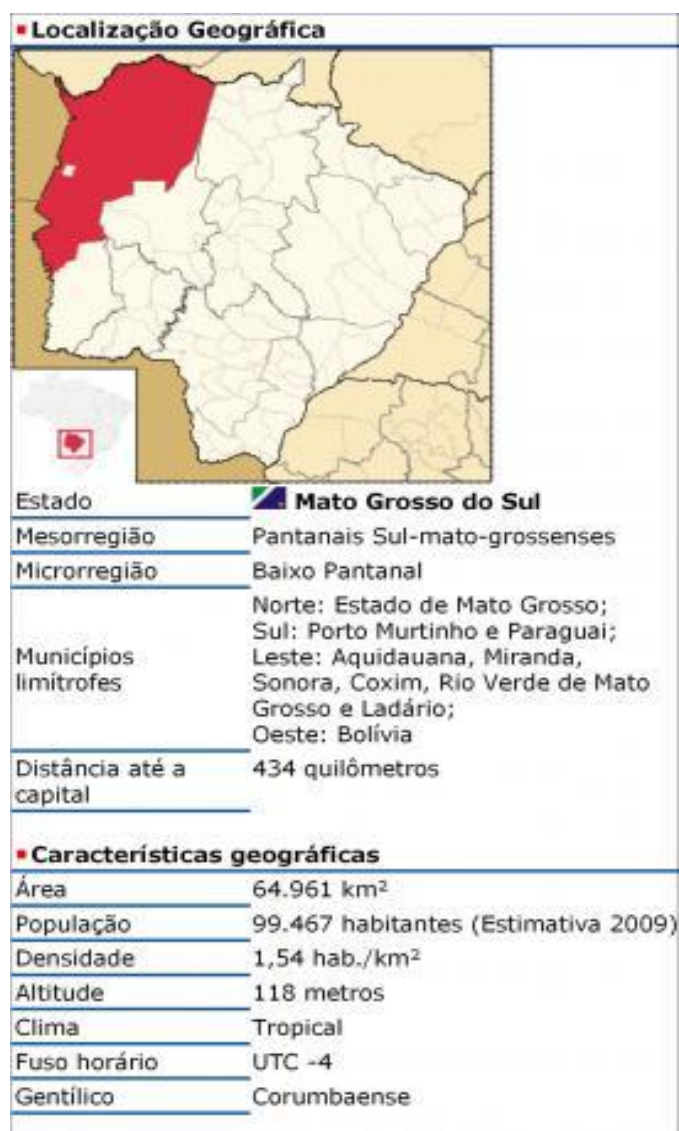 Localização Geográfica
Estado Mato Grosso do Sul
Mesorregião Pantanais Sul-mato-grossenses
Microrregião Baixo Pantanal
Municípios limítrofes
Norte: Estado de Mato Grosso;
Sul: Porto Murtinho e Paraguai;
Leste: Aquidauana, Miranda,
Sonora, Coxim, Rio Verde de Mato
Grosso e Ladário;
Oeste: Bolívia
Distância até a 434 quilômetros
capital
Características geográficas
Área 64.961 km²
População 99.467 habitantes (Estimativa 2009)
Densidade 1,54 hab./km²
Altitude 118 metros
Clima Tropical
Fuso horário UTC -4
Gentílico Corumbaense